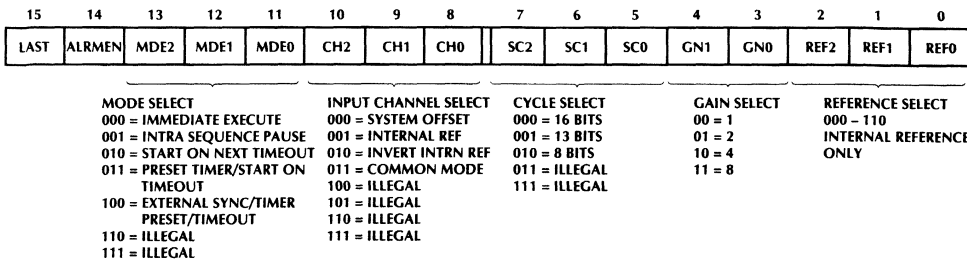 15 14 13 12 11 10 9 8 7 6 5 4 3 2 1 0
LAST ALRMEN MDE2 MDE1 MDE0 CH2 CH1 CH0 SC2 SC1 SC0 GN1 GN0 REF2 REF1 REF0
MODE SELECT
000 = IMMEDIATE EXECUTE
001 = INTRA SEQUENCE PAUSE
010 = START ON NEXT TIMEOUT
011 = PRESET TIMER/START ON
TIMEOUT
100 = EXTERNAL SYNC/TIMER
PRESET/TIMEOUT
110 = ILLEGAL
111 = ILLEGAL
INPUT CHANNEL SELECT
000 = SYSTEM OFFSET
001 = INTERNAL REF
010 = INVERT INTRN REF
011 = COMMON MODE
100 = ILLEGAL
101 = ILLEGAL
110 = ILLEGAL
111 = ILLEGAL
CYCLE SELECT
000 = 16 BITS
001 = 13 BITS
010 = 8 BITS
011 = ILLEGAL
111 = ILLEGAL
GAIN SELECT
00 = 1
01 = 2
10 = 4
11 = 8
REFERENCE SELECT
000 – 110
INTERNAL REFERENCE
ONLY